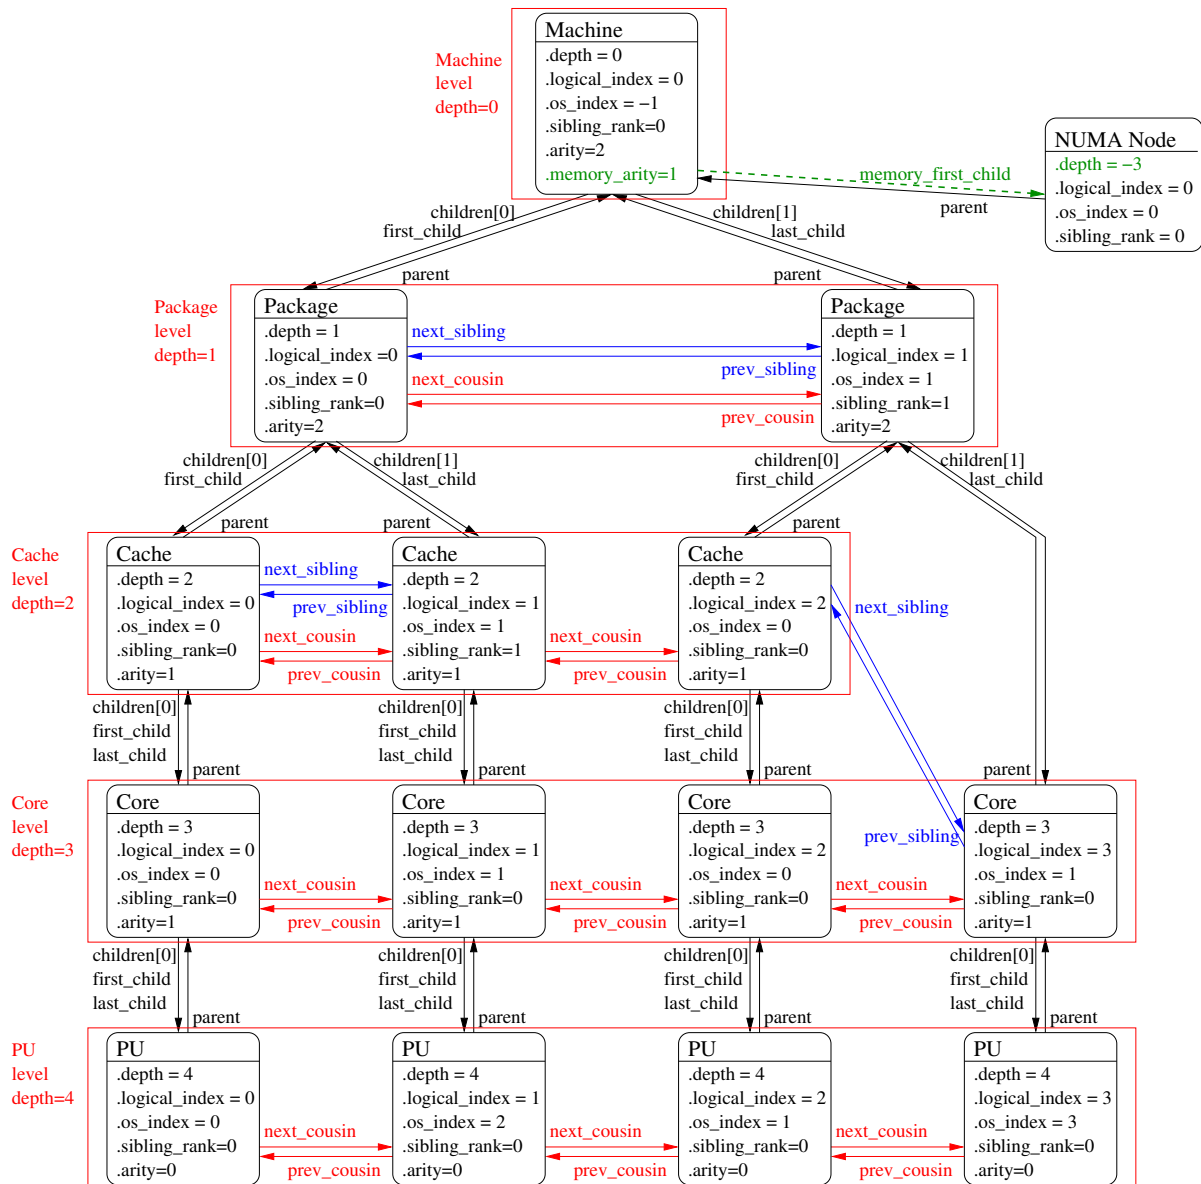 Machine
level
depth=0
Machine
.depth = 0
.logical_index = 0
.os_index = −1
.sibling_rank=0
.arity=2
.memory_arity=1
memory_first_child
parent
NUMA Node
.depth = −3
.logical_index = 0
.os_index = 0
.sibling_rank = 0
children[0]
first_child
parent
children[1]
last_child
parent
Package
level
depth=1
Package
.depth = 1
.logical_index =0
.os_index = 0
.sibling_rank=0
.arity=2
next_sibling
prev_sibling
next_cousin
prev_cousin
Package
.depth = 1
.logical_index = 1
.os_index = 1
.sibling_rank=1
.arity=2
children[0]
first_child
parent
children[1]
last_child
parent
children[0]
first_child
parent
children[1]
last_child
Cache
level
depth=2
Cache
.depth = 2
.logical_index = 0
.os_index = 0
.sibling_rank=0
.arity=1
next_sibling
prev_sibling
next_cousin
prev_cousin
Cache
.depth = 2
.logical_index = 1
.os_index = 1
.sibling_rank=1
.arity=1
next_cousin
prev_cousin
Cache
.depth = 2
.logical_index = 2
.os_index = 0
.sibling_rank=0
.arity=1
next_sibling
prev_sibling
children[0]
first_child
last_child
parent
children[0]
first_child
last_child
parent
children[0]
first_child
last_child
parent
parent
Core
level
depth=3
Core
.depth = 3
.logical_index = 0
.os_index = 0
.sibling_rank=0
.arity=1
next_cousin
prev_cousin
Core
.depth = 3
.logical_index = 1
.os_index = 1
.sibling_rank=0
.arity=1
next_cousin
prev_cousin
Core
.depth = 3
.logical_index = 2
.os_index = 0
.sibling_rank=0
.arity=1
next_cousin
prev_cousin
Core
.depth = 3
.logical_index = 3
.os_index = 1
.sibling_rank=0
.arity=1
children[0]
first_child
last_child
parent
children[0]
first_child
last_child
parent
children[0]
first_child
last_child
parent
children[0]
first_child
last_child
parent
PU
level
depth=4
PU
.depth = 4
.logical_index = 0
.os_index = 0
.sibling_rank=0
.arity=0
next_cousin
prev_cousin
PU
.depth = 4
.logical_index = 1
.os_index = 2
.sibling_rank=0
.arity=0
next_cousin
prev_cousin
PU
.depth = 4
.logical_index = 2
.os_index = 1
.sibling_rank=0
.arity=0
next_cousin
prev_cousin
PU
.depth = 4
.logical_index = 3
.os_index = 3
.sibling_rank=0
.arity=0